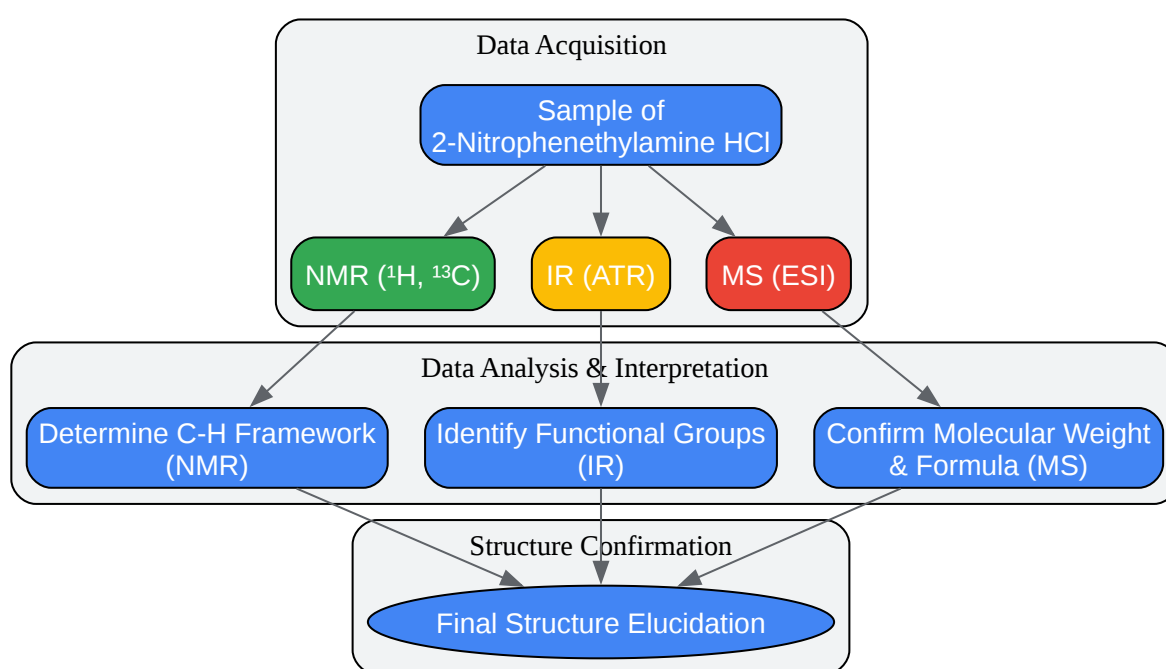 Data Acquisition
Sample of
2-Nitrophenethylamine HCl
NMR (¹H, ¹³C)
IR (ATR)
MS (ESI)
Data Analysis & Interpretation
Determine C-H Framework
(NMR)
Identify Functional Groups
(IR)
Confirm Molecular Weight
& Formula (MS)
Structure Confirmation
Final Structure Elucidation